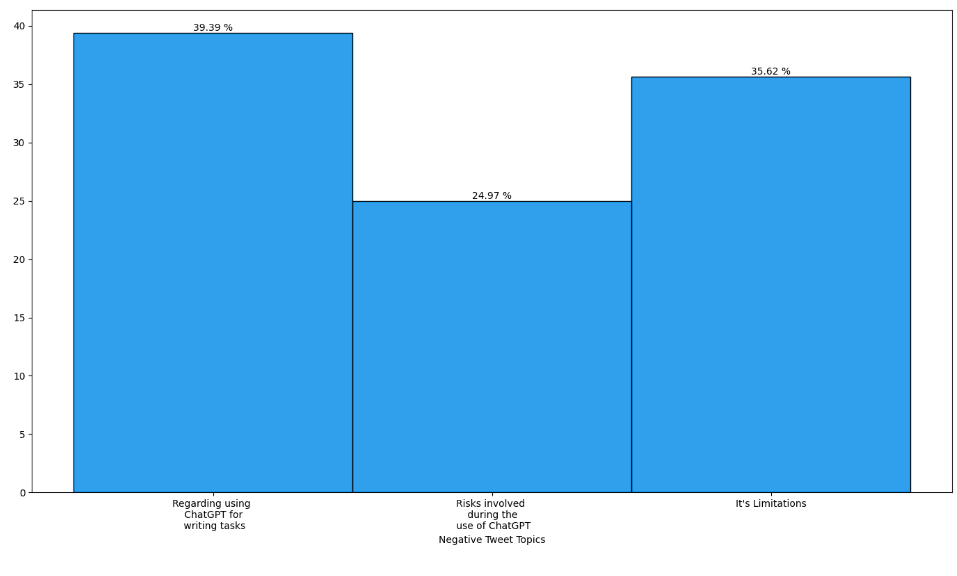 39.39 %
35.62 %
24.97 %
40
35
30
25
20
15
10
5
0
Regarding using
ChatGPT for
writing tasks
Risks involved
during the
use of ChatGPT
It's Limitations
Negative Tweet Topics